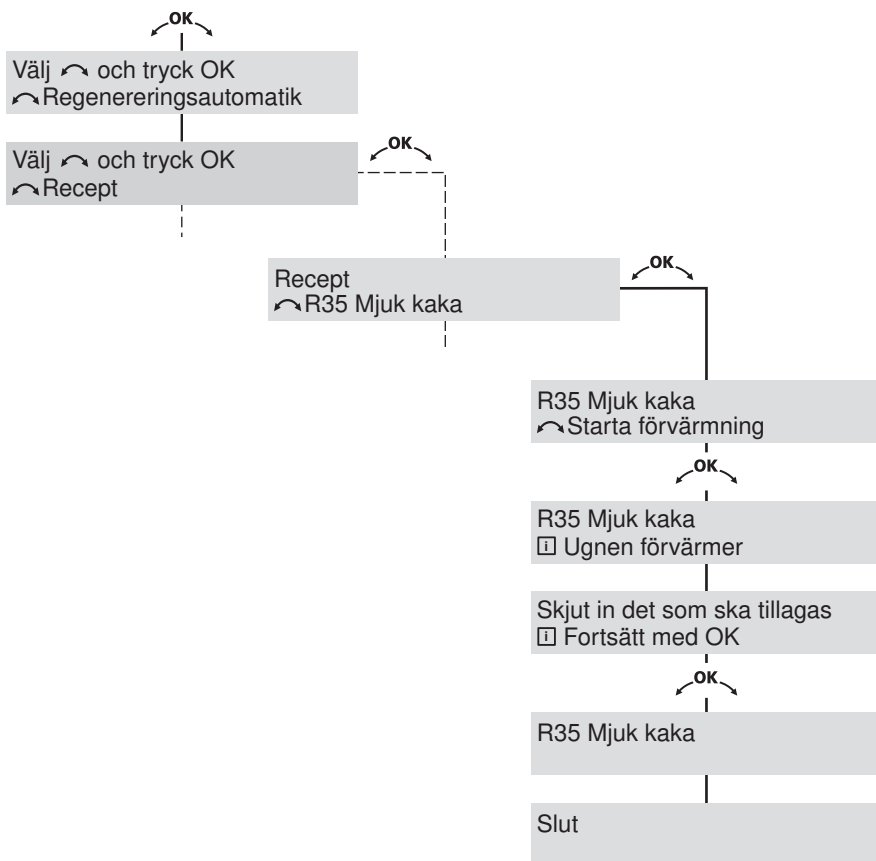 OK
Välj och tryck OK
Regenereringsautomatik
Välj och tryck OK
Recept
OK
Recept
R35 Mjuk kaka
OK
R35 Mjuk kaka
Starta förvärmning
OK
R35 Mjuk kaka
i Ugnen förvärmer
Skjut in det som ska tillagas
i Fortsätt med OK
OK
R35 Mjuk kaka
Slut